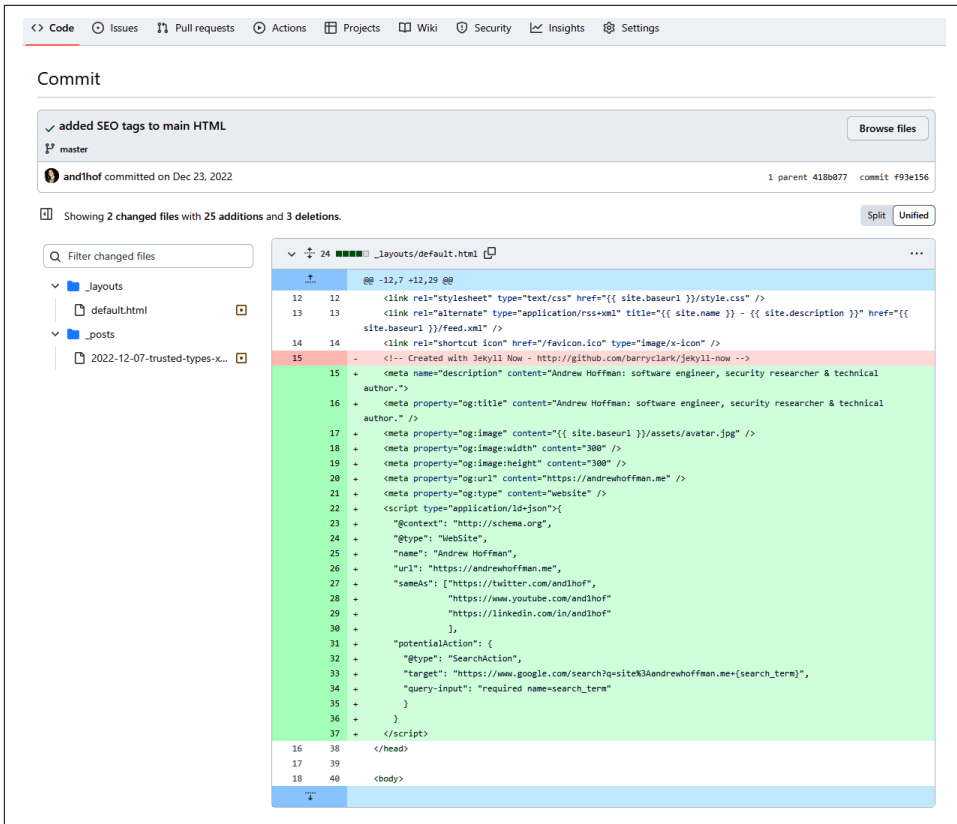 Code Issues Pull requests Actions Projects Wiki Security Insights Settings
Commit
added SEO tags to main HTML
Browse files
master
and1hof committed on Dec 23, 2022
1 parent 418b077 commit f93e156
Showing 2 changed files with 25 additions and 3 deletions.
Split Unified
Filter changed files
_layouts
default.html
_posts
2022-12-07-trusted-types-x...
24 _layouts/default.html
@@ -12,7 +12,29 @@
12 12 <link rel="stylesheet" type="text/css" href="{{ site.baseurl }}/style.css" />
13 13 <link rel="alternate" type="application/rss+xml" title="{{ site.name }} - {{ site.description }}" href="{{
site.baseurl }}/feed.xml" />
14 14 <link rel="shortcut icon" href="/favicon.ico" type="image/x-icon" />
15 - <!-- Created with Jekyll Now - http://github.com/barryclark/jekyll-now -->
15 + <meta name="description" content="Andrew Hoffman: software engineer, security researcher & technical
author.">
16 + <meta property="og:title" content="Andrew Hoffman: software engineer, security researcher & technical
author." />
17 + <meta property="og:image" content="{{ site.baseurl }}/assets/avatar.jpg" />
18 + <meta property="og:image:width" content="300" />
19 + <meta property="og:image:height" content="300" />
20 + <meta property="og:url" content="https://andrewhoffman.me" />
21 + <meta property="og:type" content="website" />
22 + <script type="application/ld+json">{
23 + "@context": "http://schema.org",
24 + "@type": "WebSite",
25 + "name": "Andrew Hoffman",
26 + "url": "https://andrewhoffman.me",
27 + "sameAs": ["https://twitter.com/and1hof",
28 + "https://www.youtube.com/and1hof"
29 + "https://linkedin.com/in/and1hof"
30 + ],
31 + "potentialAction": {
32 + "@type": "SearchAction",
33 + "target": "https://www.google.com/search?q=site%3Aandrewhoffman.me+{search_term}",
34 + "query-input": "required name=search_term"
35 + }
36 + }
37 + </script>
16 38 </head>
17 39
18 40 <body>